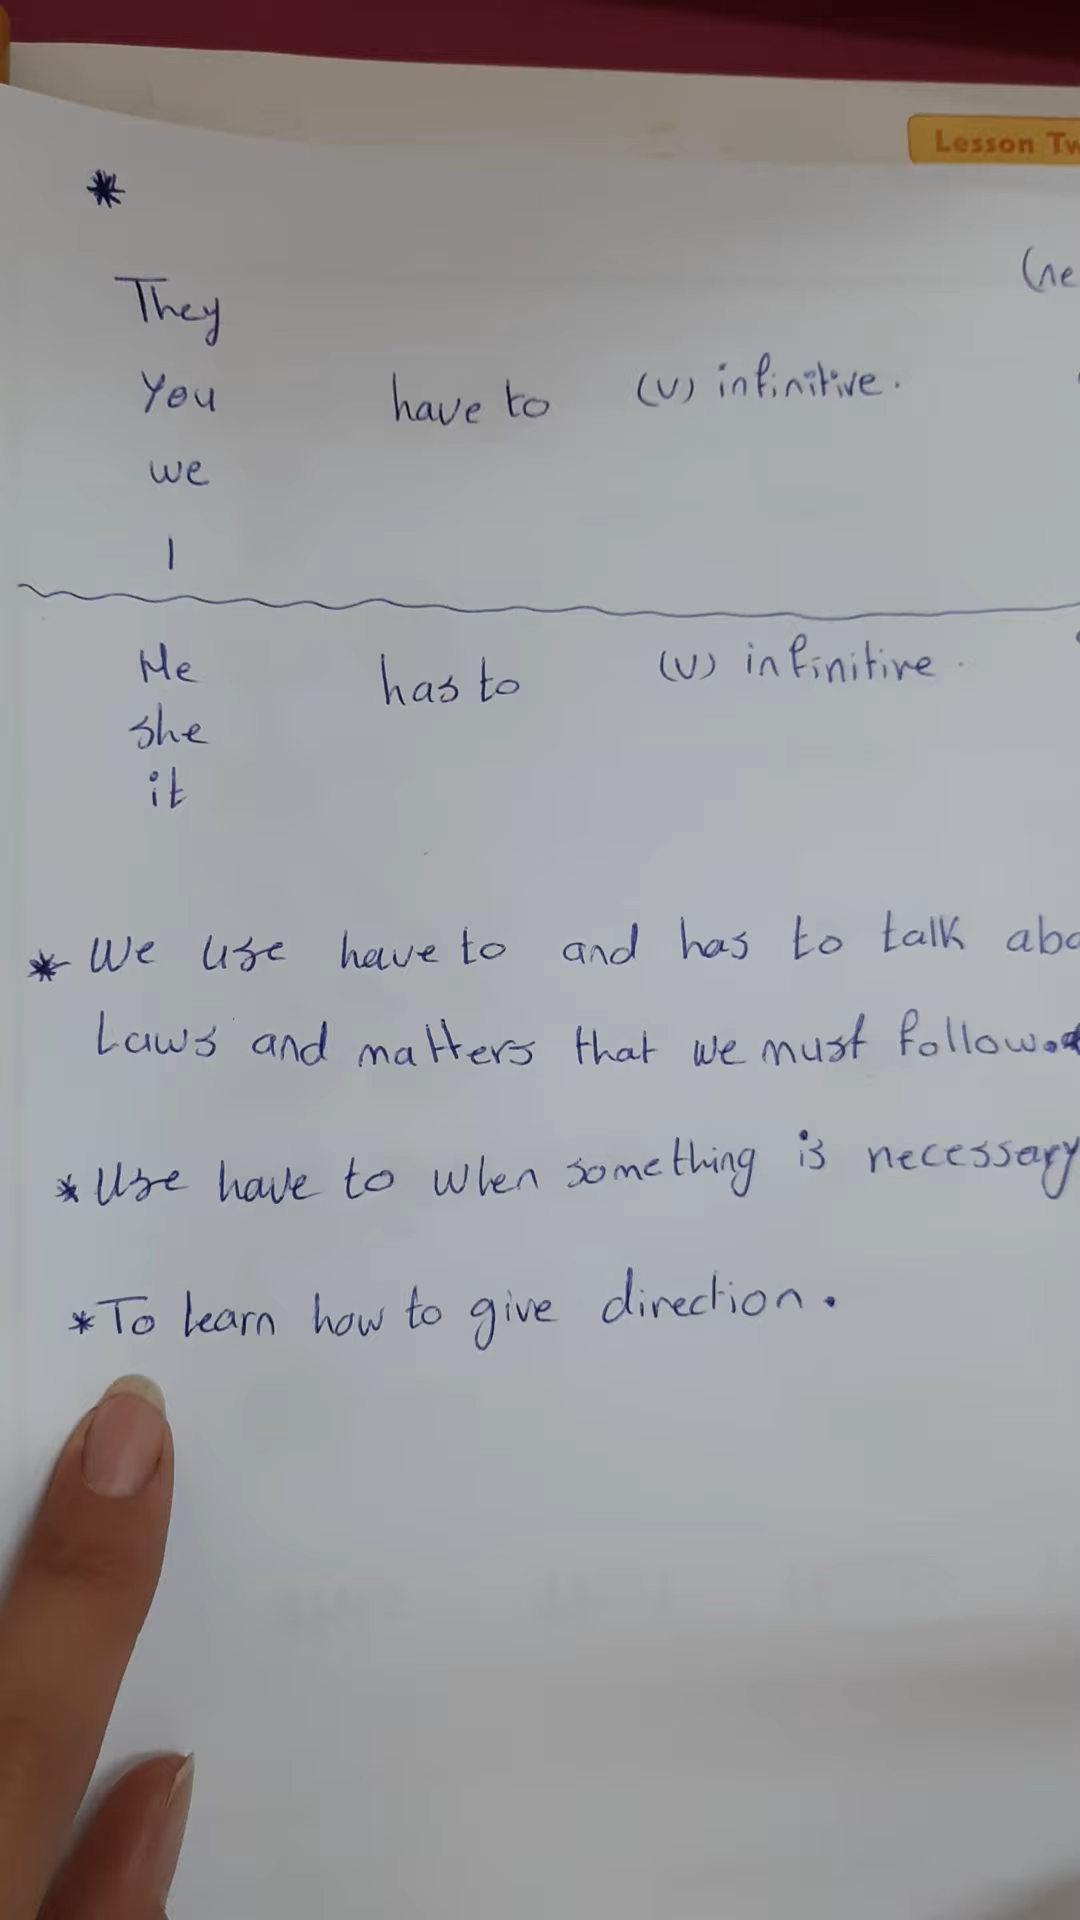 Lesson
*
They
You
we
I
have to
(v) infinitive.
He
she
it
has to
(v) infinitive.
* We use have to and has to talk
Laws and matters that we must follow.
* Use have to when something is necessary
* To learn how to give direction.